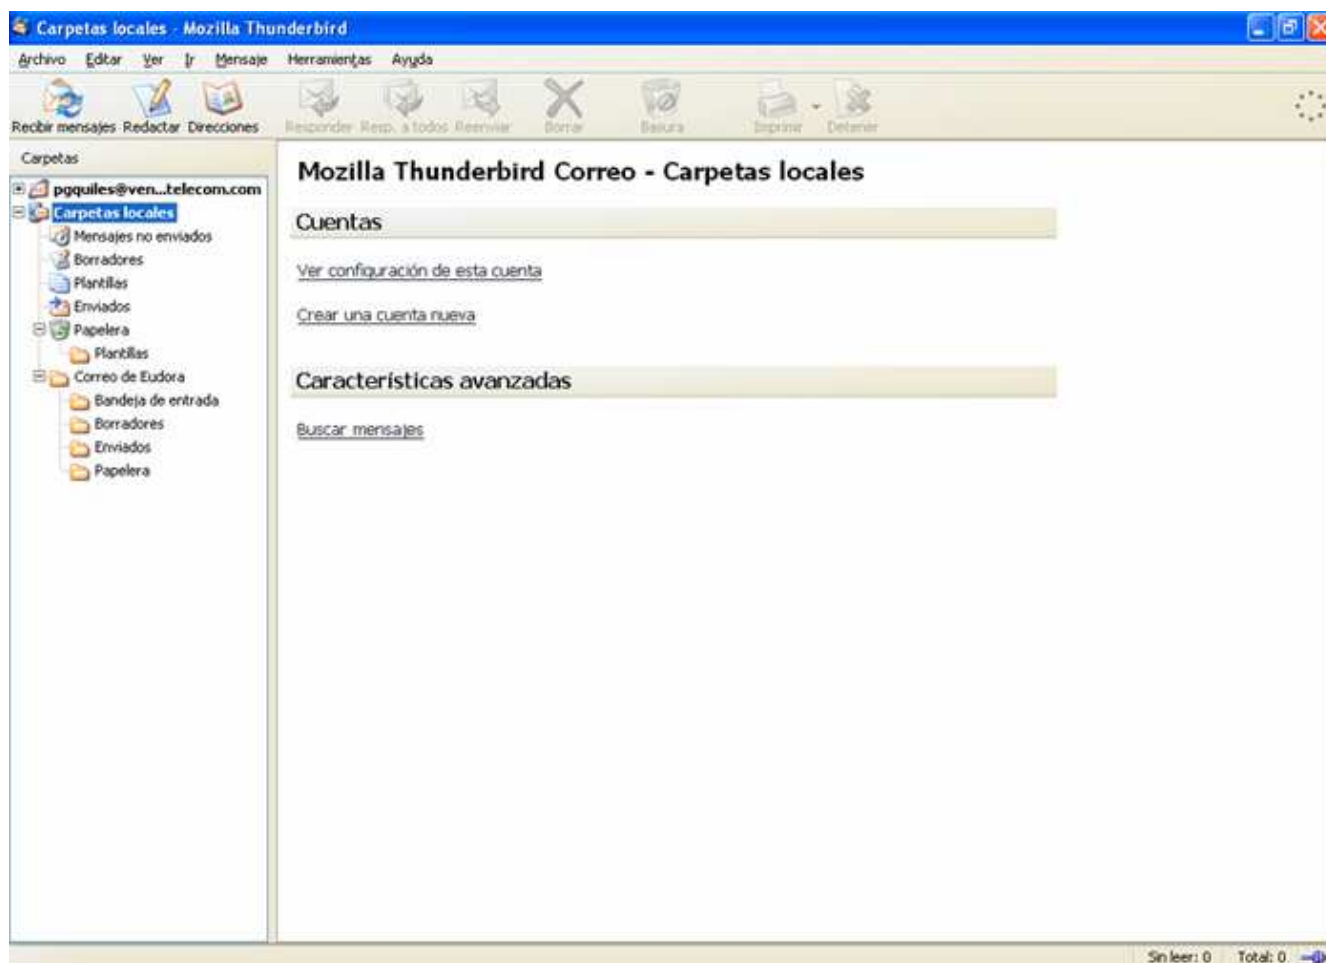 Carpetas locales - Mozilla Thunderbird
Archivo Editar Ver Ir Mensaje Herramientas Ayuda
Recibir mensajes Redactar Direcciones Responder Resp. a todos Reenviar Borrar Basura Imprimir Detener
Carpetas
pgquiles@ven...telecom.com
Carpetas locales
Mensajes no enviados
Borradores
Plantillas
Enviados
Papelera
Plantillas
Correo de Eudora
Bandeja de entrada
Borradores
Enviados
Papelera
Mozilla Thunderbird Correo - Carpetas locales
Cuentas
Ver configuración de esta cuenta
Crear una cuenta nueva
Características avanzadas
Buscar mensajes
Sin leer: 0 Total: 0